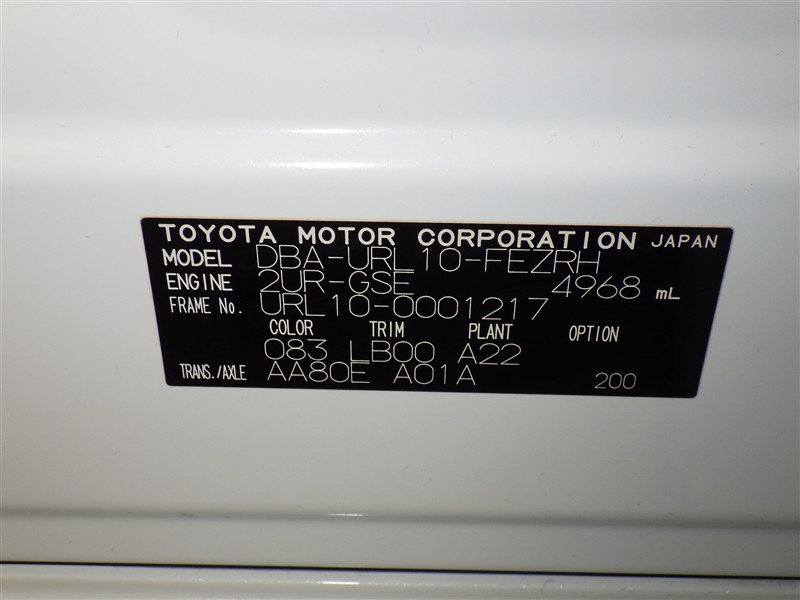 TOYOTA MOTOR CORPORATION JAPAN
MODEL DBA-URL10-FEZRH
ENGINE 2UR-GSE 4968 mL
FRAME No. URL10-0001217
COLOR TRIM PLANT OPTION
083 LB00 A22
TRANS./AXLE AA80E A01A 200